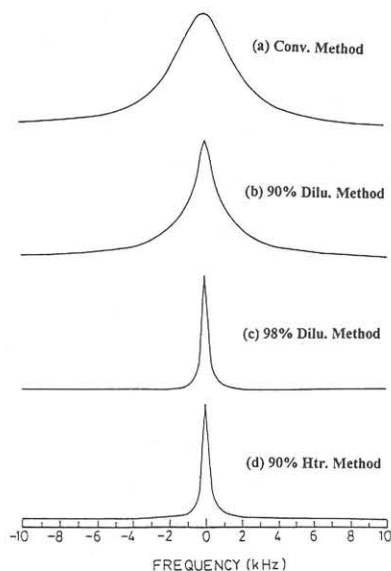 (a) Conv. Method
(b) 90% Dilu. Method
(c) 98% Dilu. Method
(d) 90% Htr. Method
-10 -8 -6 -4 -2 0 2 4 6 8 10
FREQUENCY (kHz)